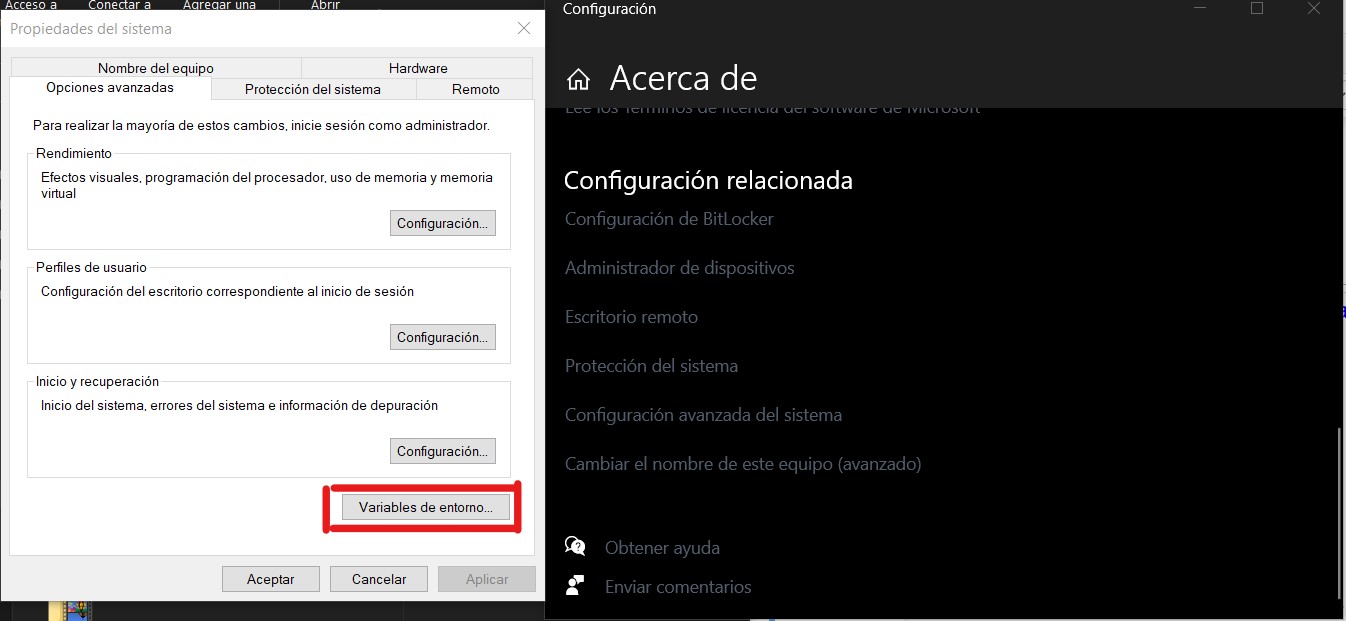 Acceso a
Conectar a
Agregar una
Abrir
Propiedades del sistema
Nombre del equipo
Hardware
Opciones avanzadas
Protección del sistema
Remoto
Para realizar la mayoría de estos cambios, inicie sesión como administrador.
Rendimiento
Efectos visuales, programación del procesador, uso de memoria y memoria
virtual
Configuración...
Perfiles de usuario
Configuración del escritorio correspondiente al inicio de sesión
Configuración...
Inicio y recuperación
Inicio del sistema, errores del sistema e información de depuración
Configuración...
Variables de entorno...
Aceptar
Cancelar
Aplicar
Configuración
Acerca de
Lee los Términos de licencia del software de Microsoft
Configuración relacionada
Configuración de BitLocker
Administrador de dispositivos
Escritorio remoto
Protección del sistema
Configuración avanzada del sistema
Cambiar el nombre de este equipo (avanzado)
Obtener ayuda
Enviar comentarios